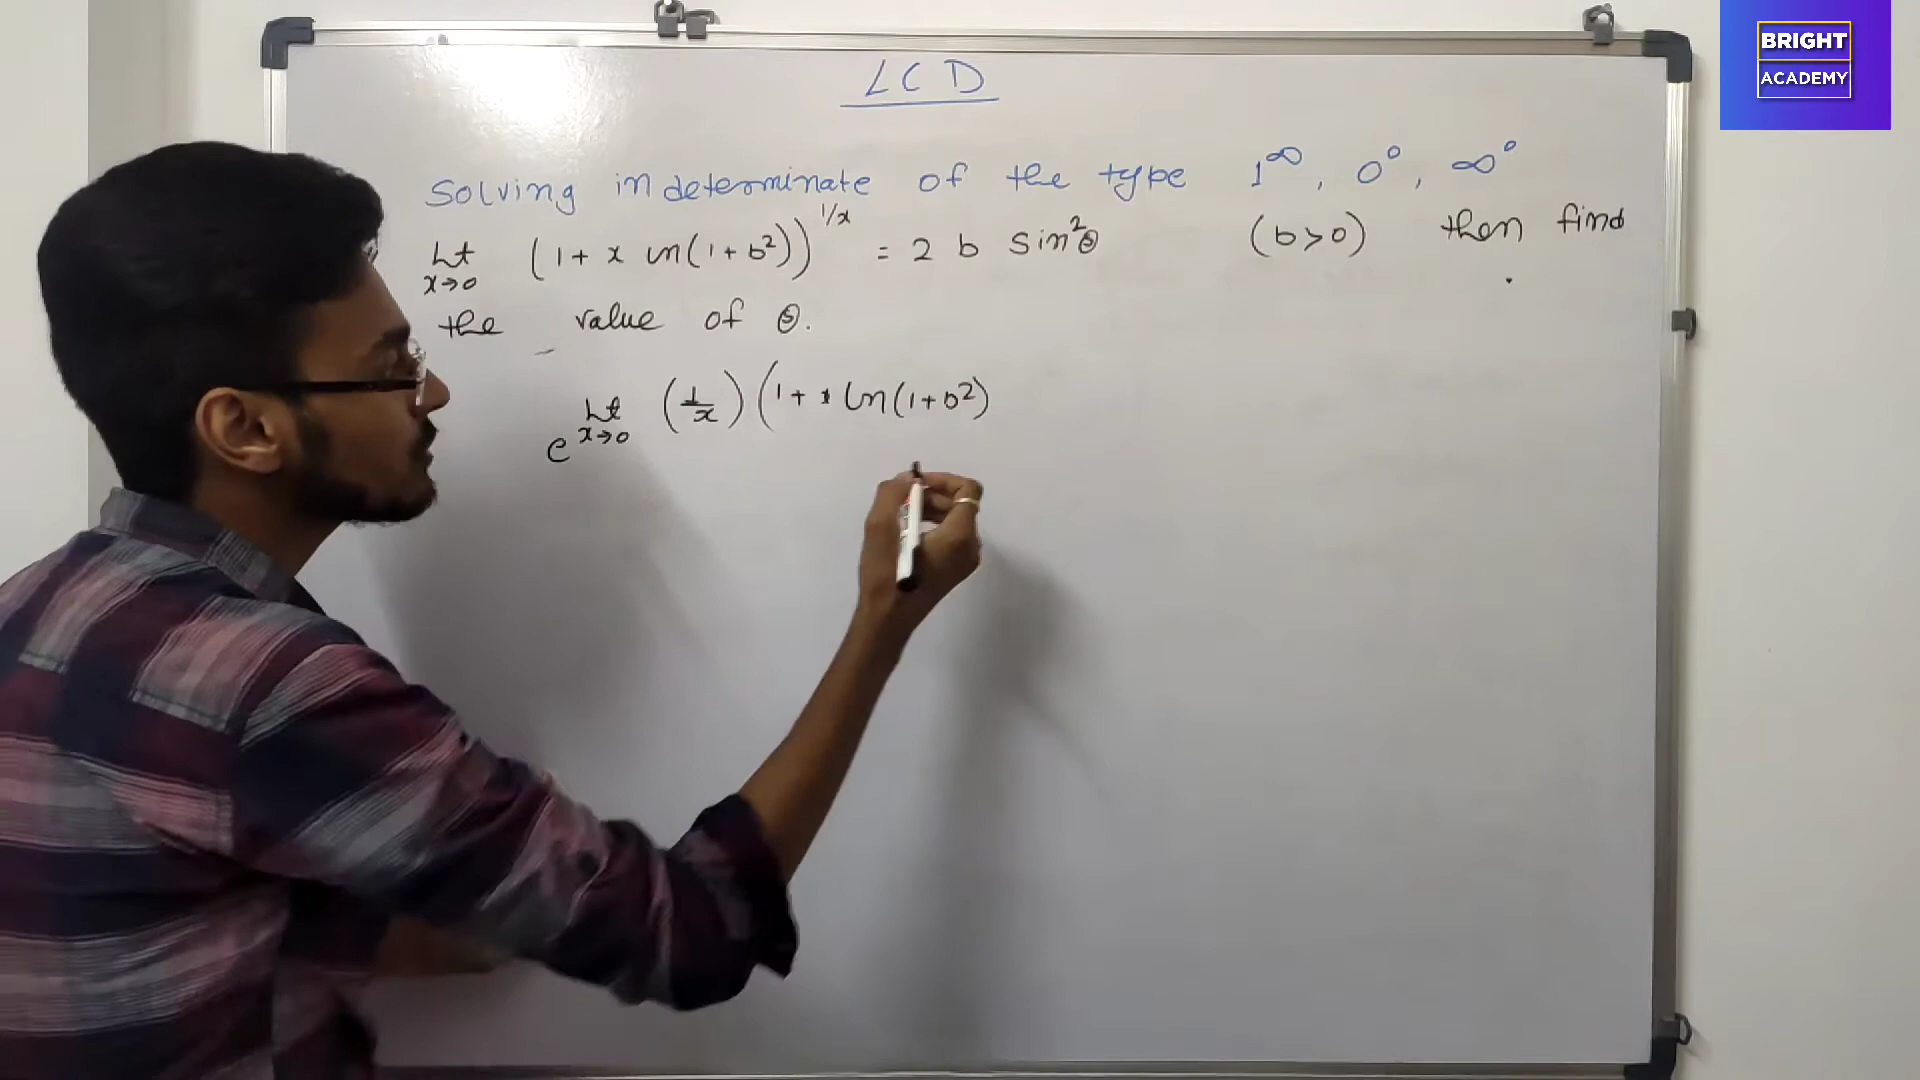 BRIGHT
ACADEMY
LCD
Solving indeterminate of the type 1^∞, 0^0, ∞^0
Lt x→0 (1 + x ln(1+b²))^1/x = 2 b sin²θ (b>0) then find
the value of θ.
e^Lt x→0 (1/x) (1 + x ln(1+b²)